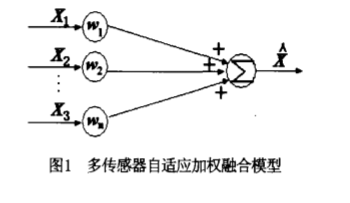 X₁ w₁
+ X̂
X₂ w₂ + Σ
⋮ +
X₃ wₙ
图1 多传感器自适应加权融合模型